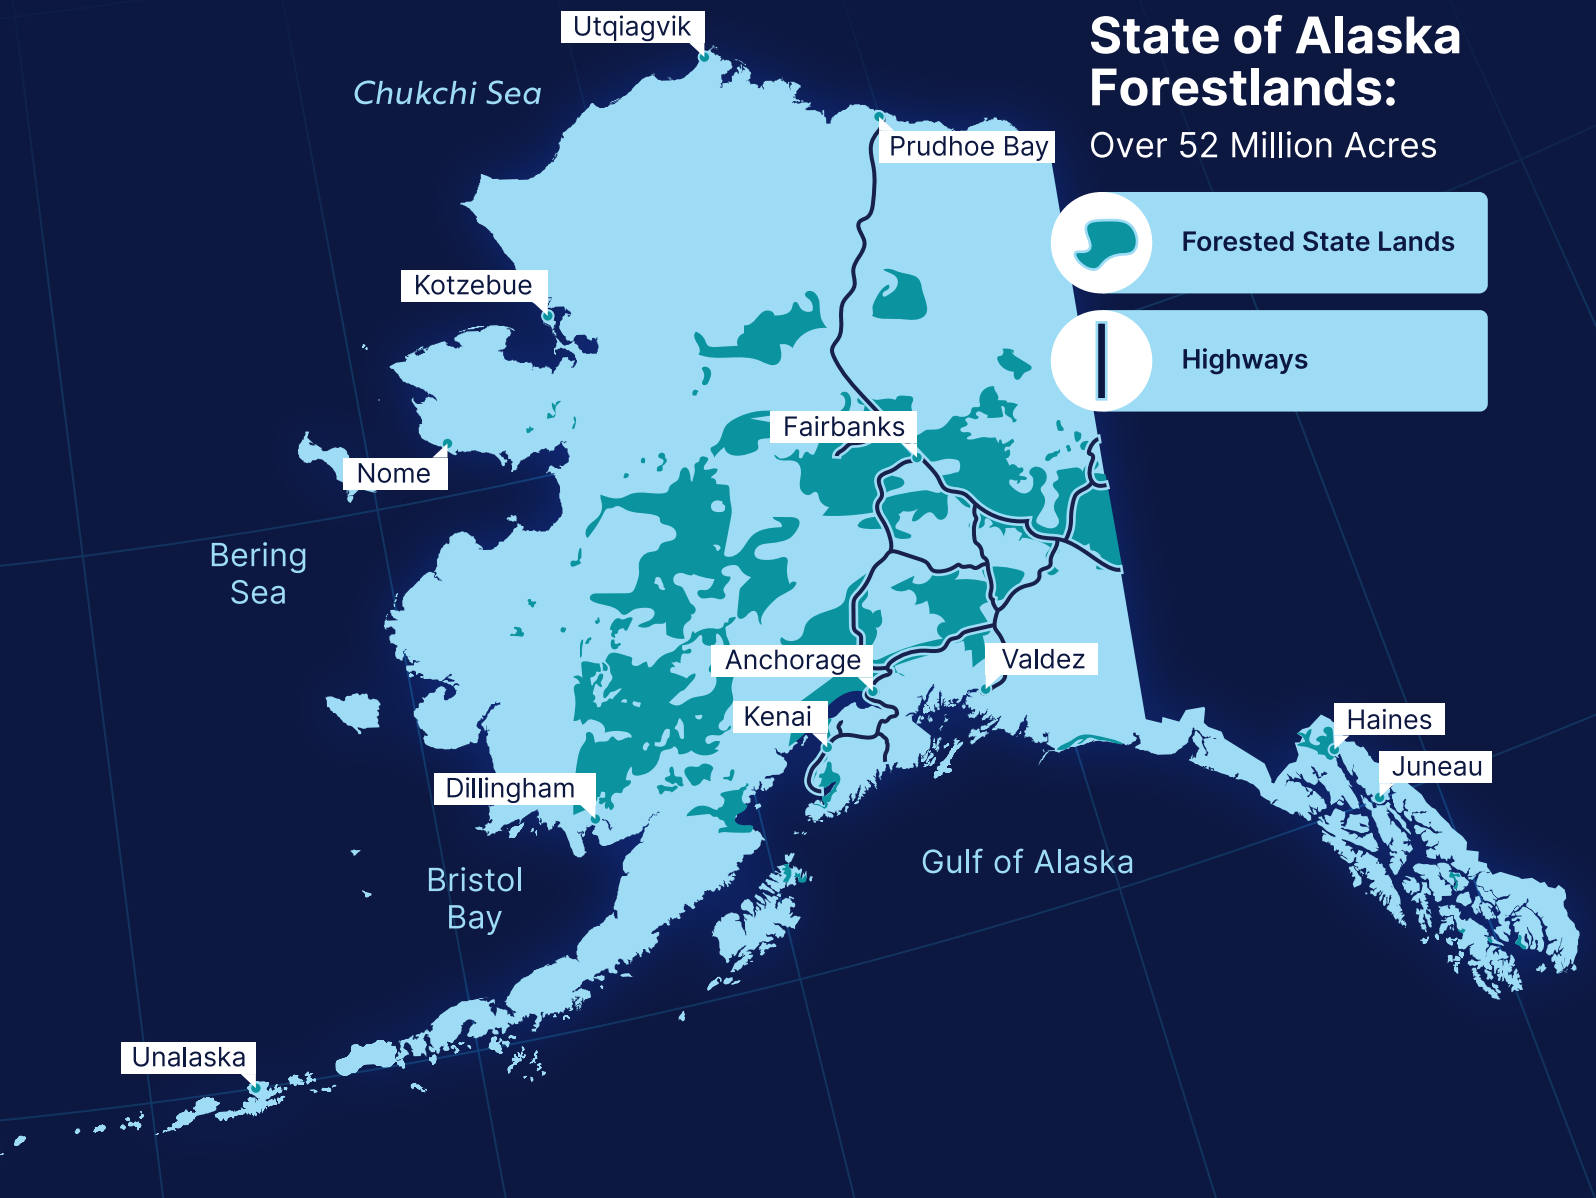 State of Alaska
Forestlands:
Over 52 Million Acres
Forested State Lands
Highways
Utqiagvik
Chukchi Sea
Prudhoe Bay
Kotzebue
Fairbanks
Nome
Bering
Sea
Anchorage
Valdez
Kenai
Haines
Juneau
Dillingham
Gulf of Alaska
Bristol
Bay
Unalaska